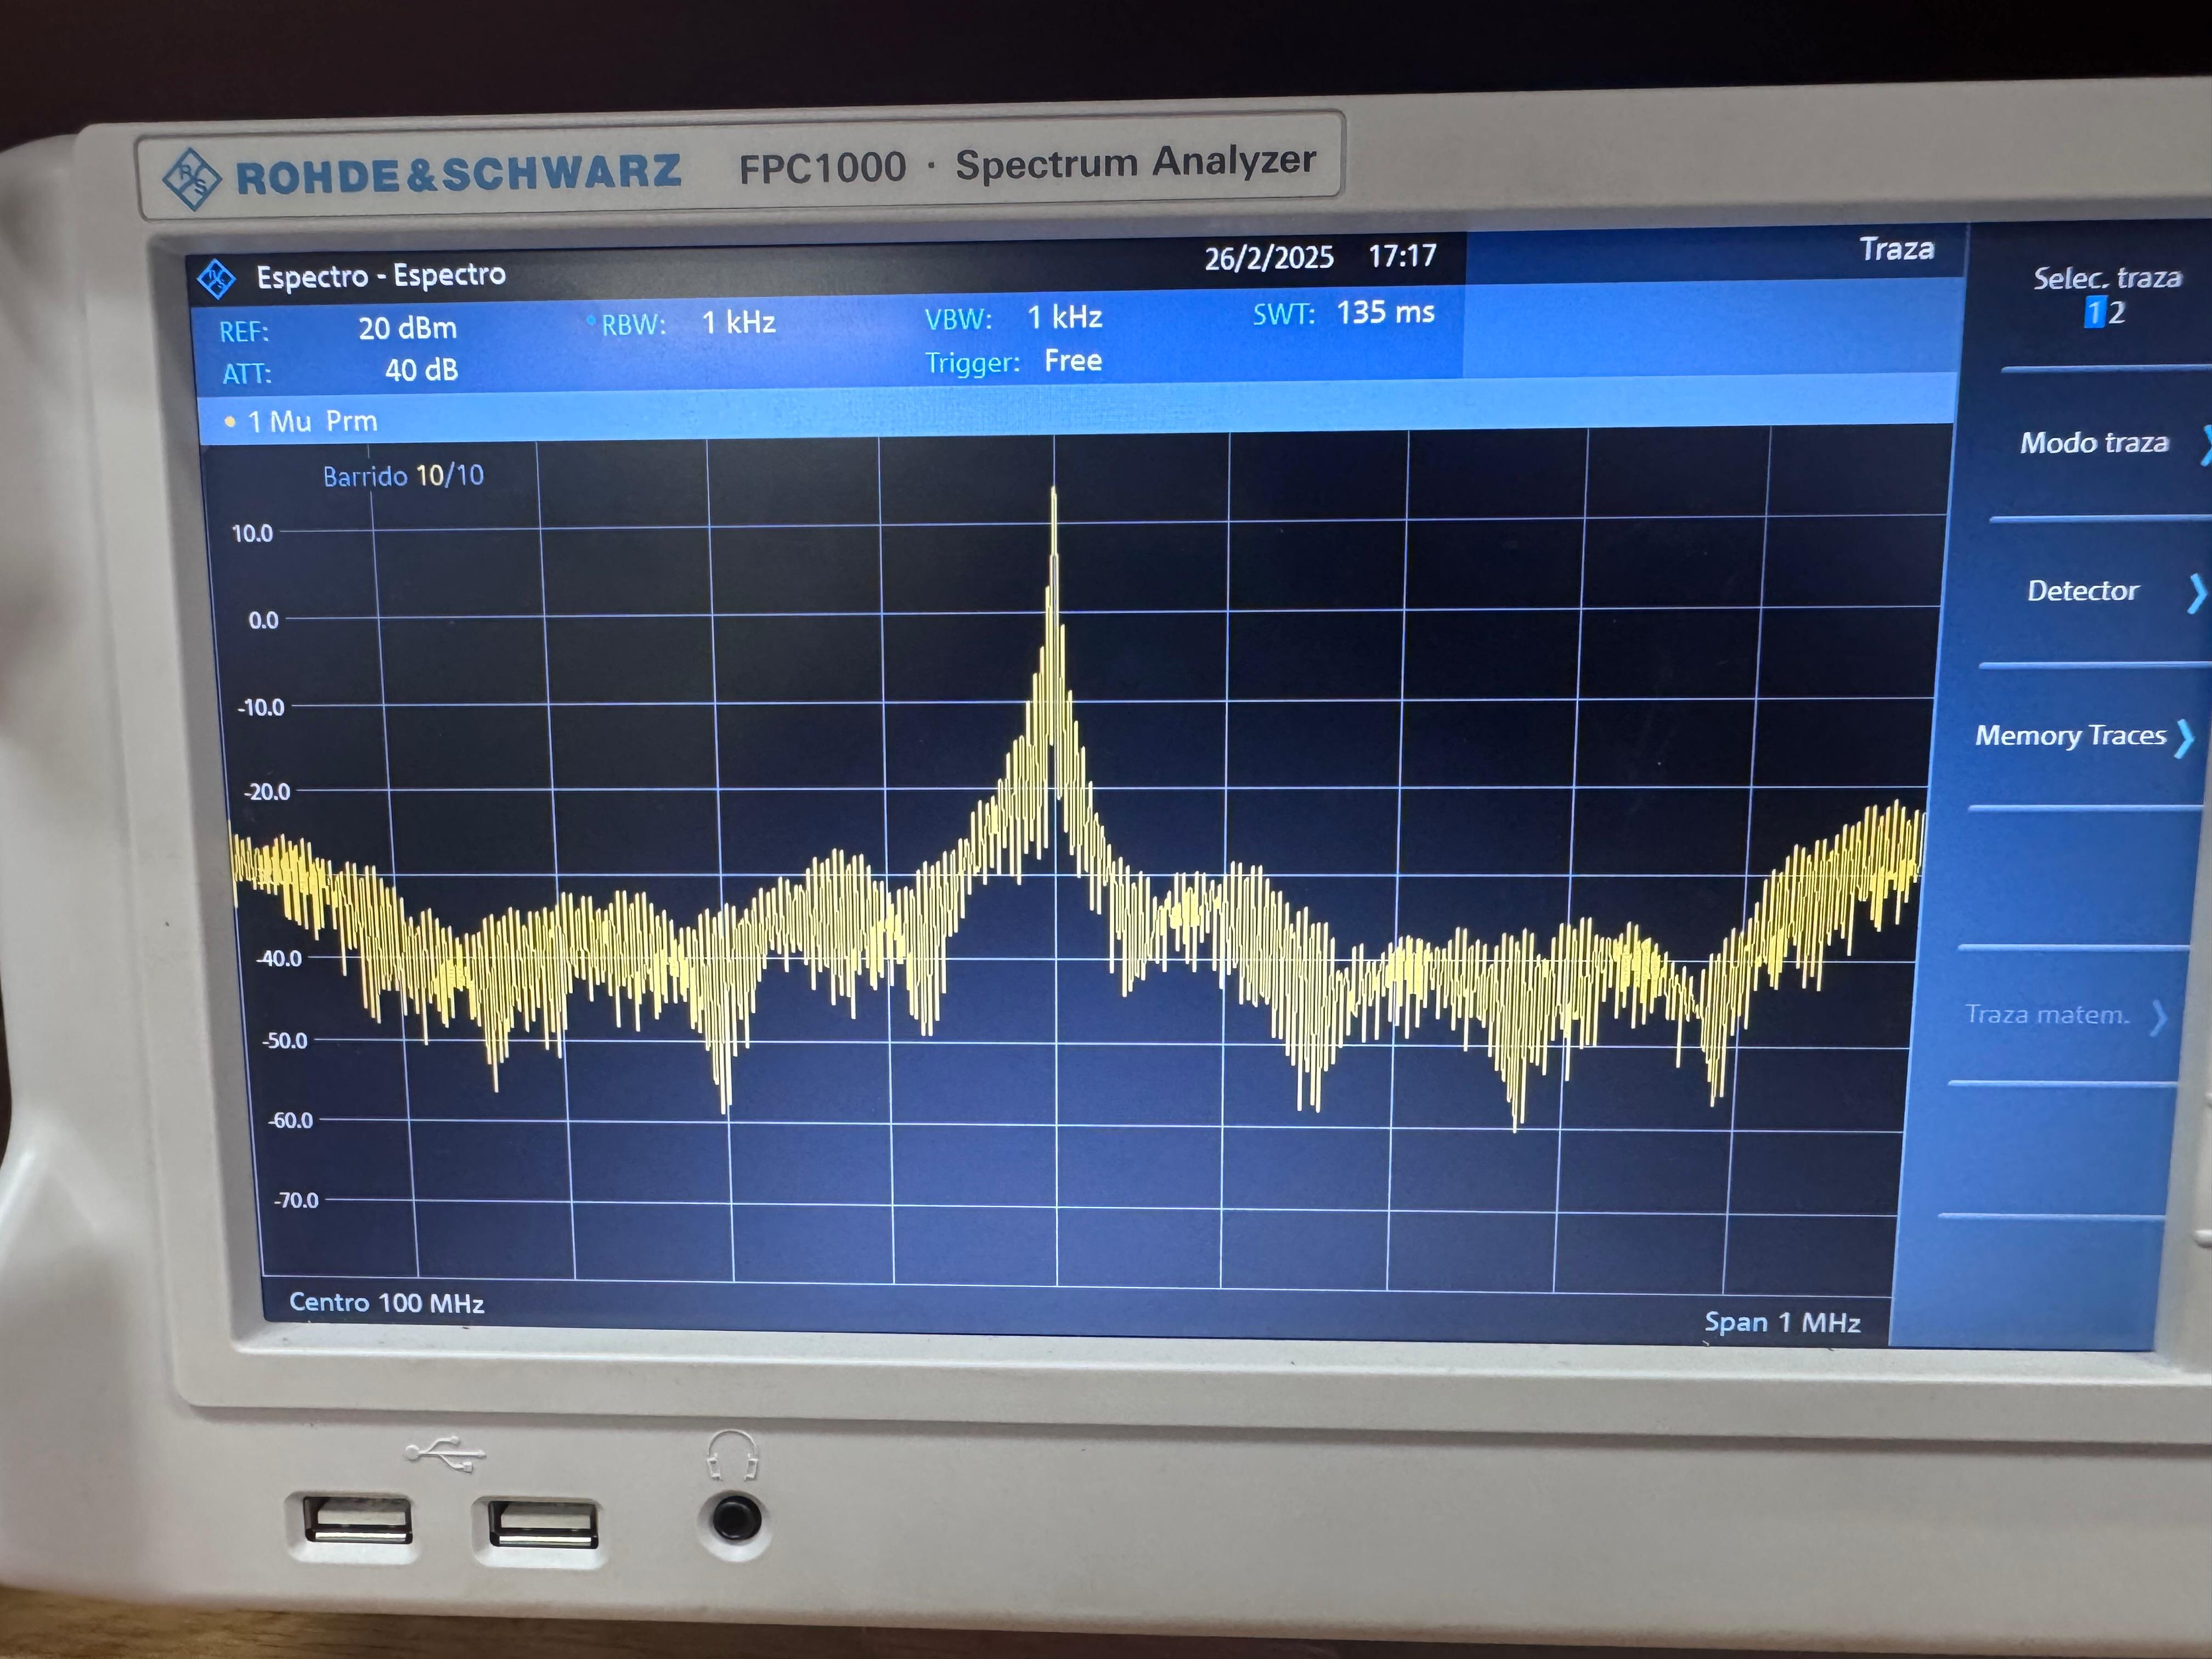 ROHDE & SCHWARZ FPC1000 · Spectrum Analyzer
Espectro - Espectro 26/2/2025 17:17 Traza
REF: 20 dBm RBW: 1 kHz VBW: 1 kHz SWT: 135 ms
ATT: 40 dB Trigger: Free
1 Mu Prm
Barrido 10/10
10.0
0.0
-10.0
-20.0
-40.0
-50.0
-60.0
-70.0
Centro 100 MHz Span 1 MHz
Selec. traza
1 2
Modo traza
Detector
Memory Traces
Traza matem.